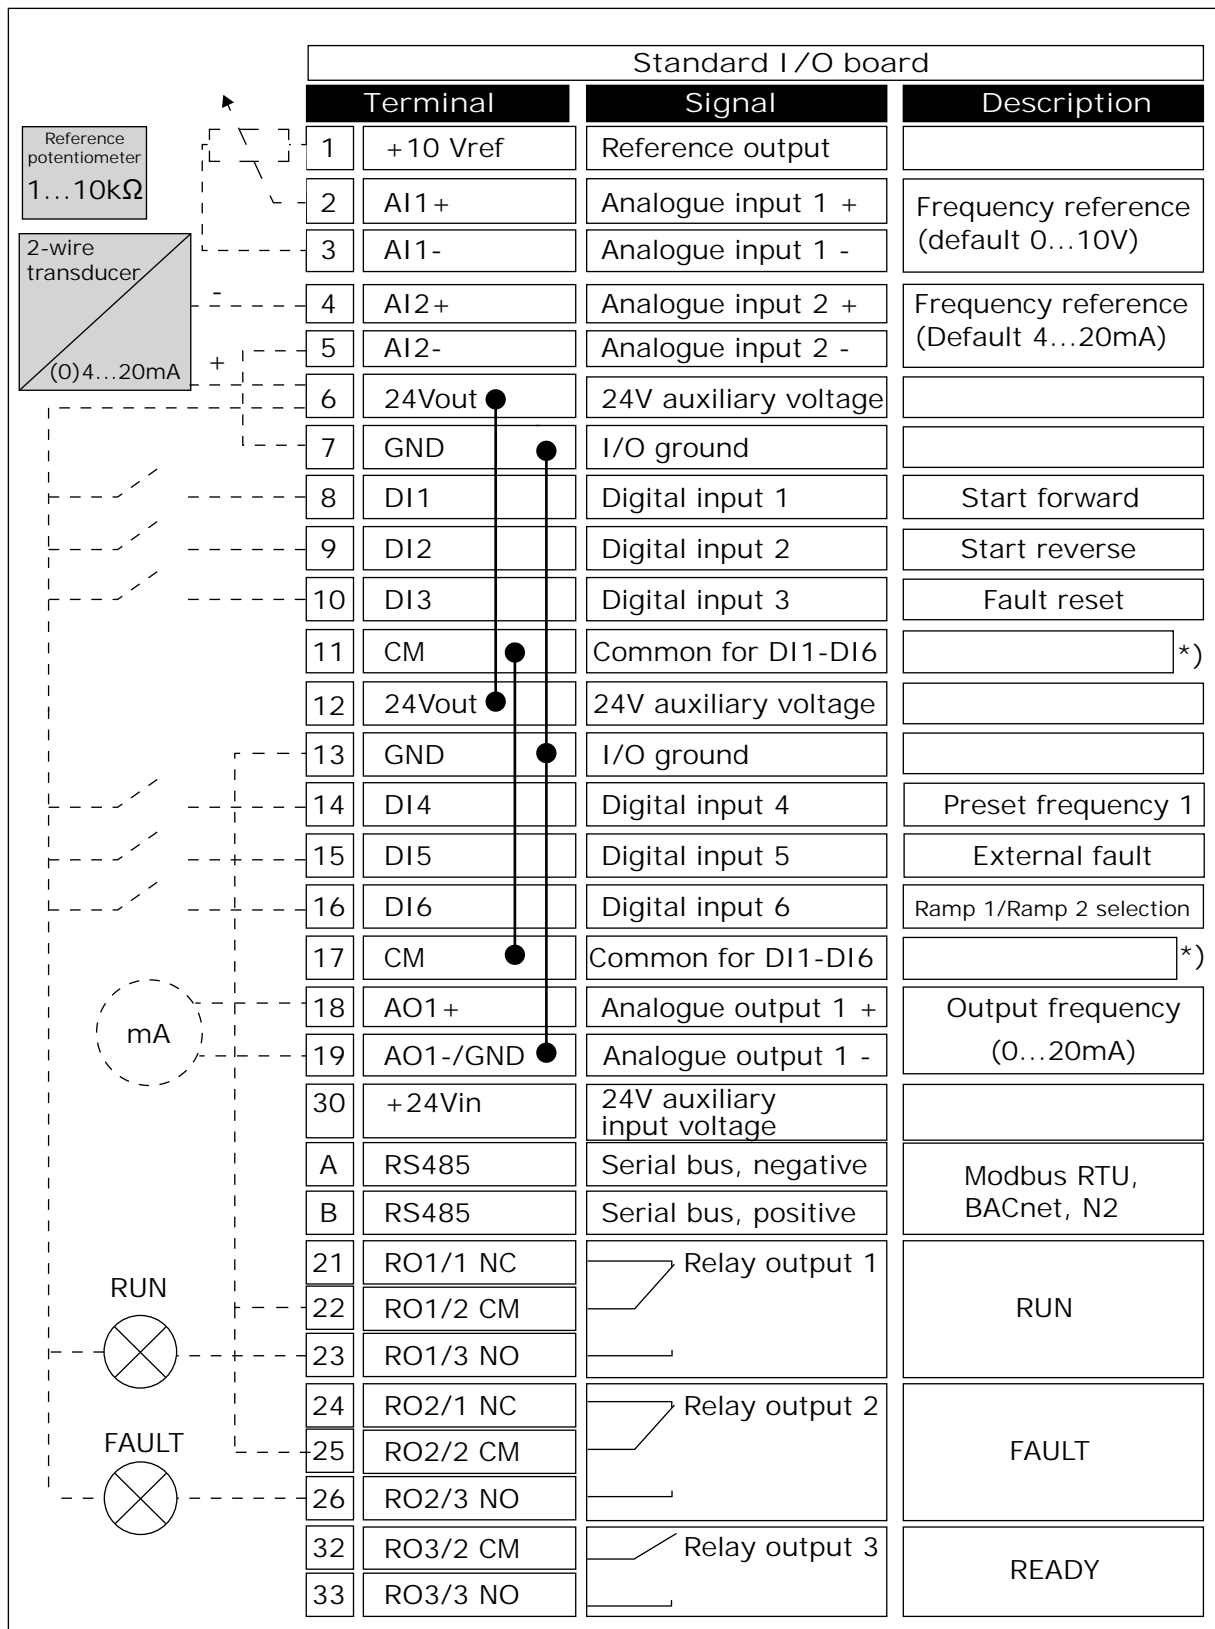 Standard I/O board
Terminal Signal Description
Reference
potentiometer
1...10kΩ
1 +10 Vref Reference output
2 AI1+ Analogue input 1 +
3 AI1- Analogue input 1 -
Frequency reference
(default 0...10V)
2-wire
transducer
-
+
(0)4...20mA
4 AI2+ Analogue input 2 +
5 AI2- Analogue input 2 -
Frequency reference
(Default 4...20mA)
6 24Vout 24V auxiliary voltage
7 GND I/O ground
8 DI1 Digital input 1 Start forward
9 DI2 Digital input 2 Start reverse
10 DI3 Digital input 3 Fault reset
11 CM Common for DI1-DI6 *)
12 24Vout 24V auxiliary voltage
13 GND I/O ground
14 DI4 Digital input 4 Preset frequency 1
15 DI5 Digital input 5 External fault
16 DI6 Digital input 6 Ramp 1/Ramp 2 selection
17 CM Common for DI1-DI6 *)
mA
18 AO1+ Analogue output 1 +
19 AO1-/GND Analogue output 1 -
Output frequency
(0...20mA)
30 +24Vin 24V auxiliary
input voltage
A RS485 Serial bus, negative
B RS485 Serial bus, positive
Modbus RTU,
BACnet, N2
21 RO1/1 NC Relay output 1
RUN
22 RO1/2 CM RUN
23 RO1/3 NO
24 RO2/1 NC Relay output 2
FAULT
25 RO2/2 CM FAULT
26 RO2/3 NO
32 RO3/2 CM Relay output 3
READY
33 RO3/3 NO